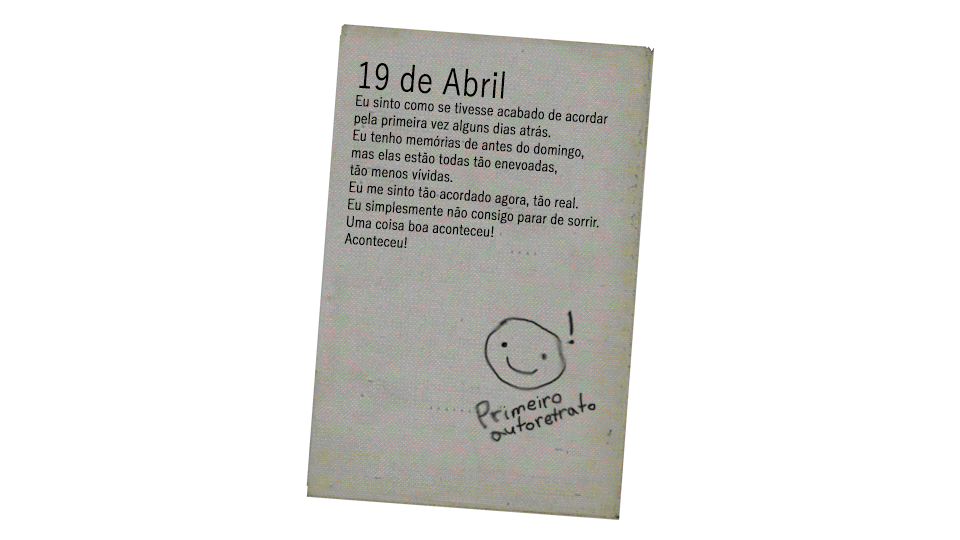 19 de Abril
Eu sinto como se tivesse acabado de acordar
pela primeira vez alguns dias atrás.
Eu tenho memórias de antes do domingo,
mas elas estão todas tão enevoadas,
tão menos vívidas.
Eu me sinto tão acordado agora, tão real.
Eu simplesmente não consigo parar de sorrir.
Uma coisa boa aconteceu!
Aconteceu!
!
Primeiro
autoretrato